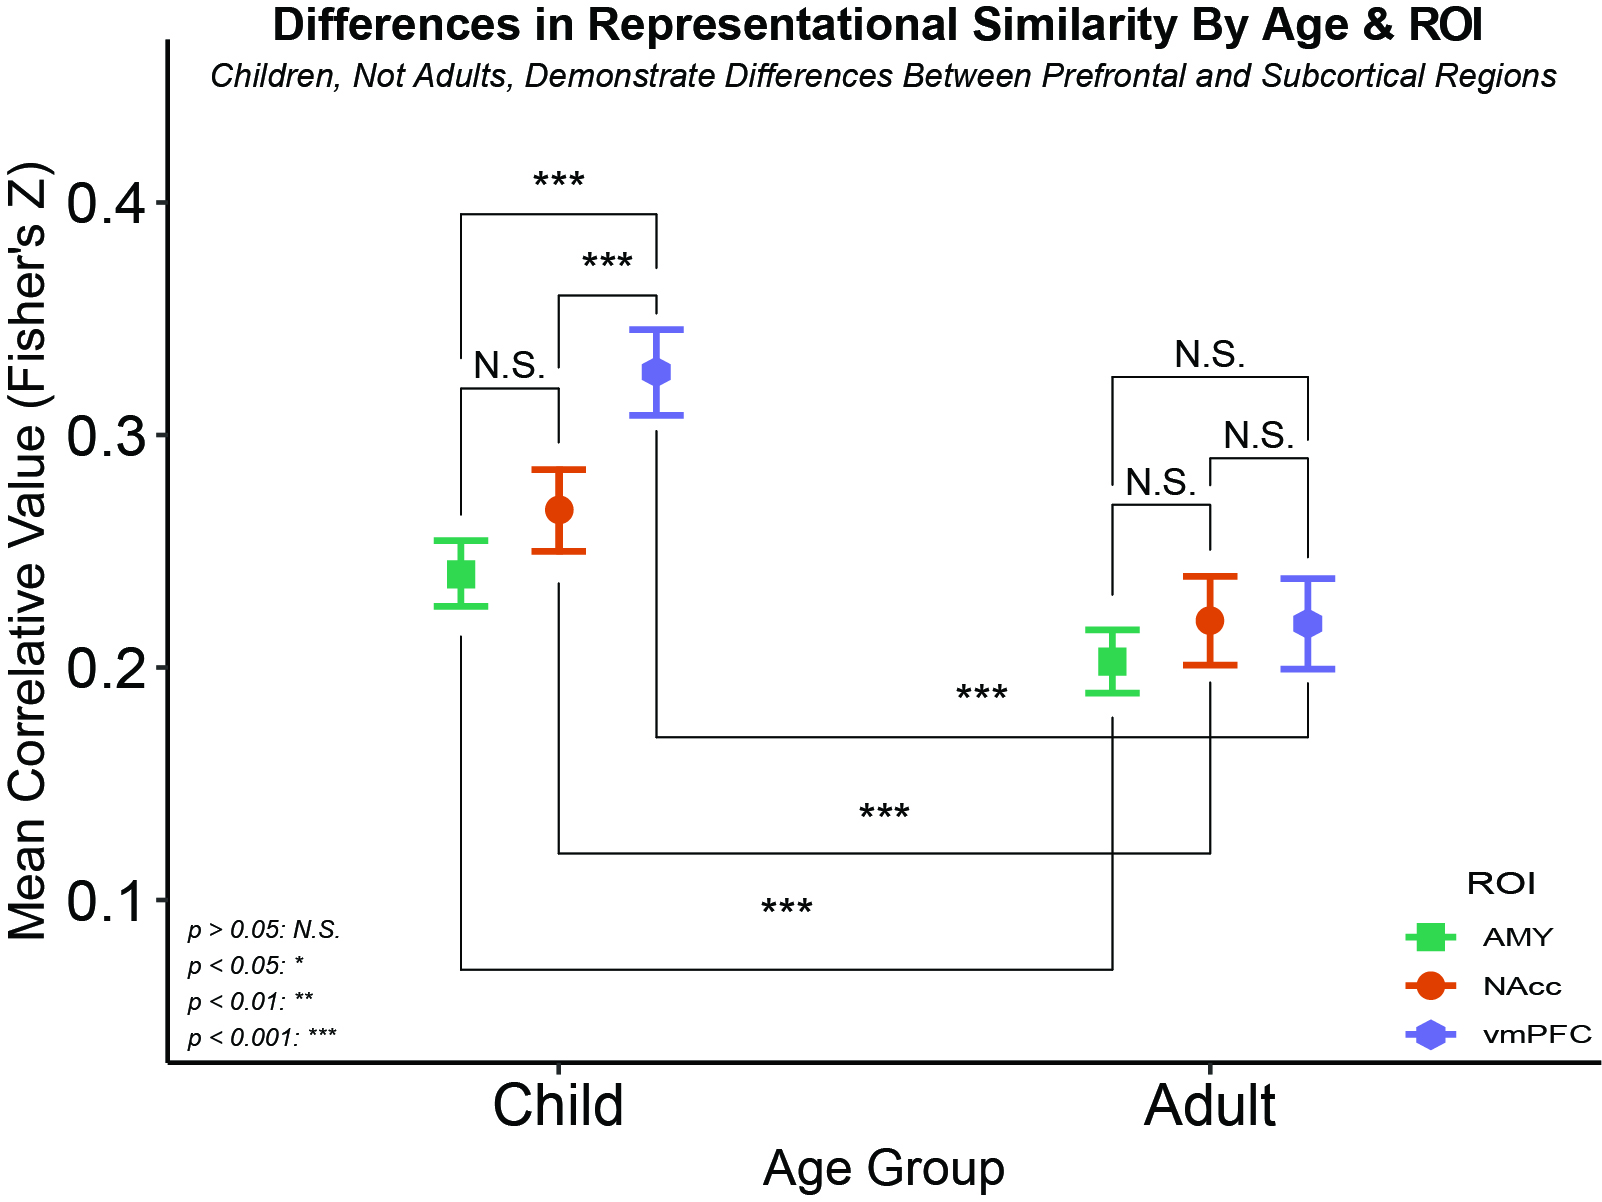 Differences in Representational Similarity By Age & ROI
Children, Not Adults, Demonstrate Differences Between Prefrontal and Subcortical Regions
Mean Correlative Value (Fisher's Z)
0.4
0.3
0.2
0.1
***
***
N.S.
N.S.
N.S.
N.S.
***
***
***
p > 0.05: N.S.
p < 0.05: *
p < 0.01: **
p < 0.001: ***
ROI
AMY
NAcc
vmPFC
Child
Adult
Age Group